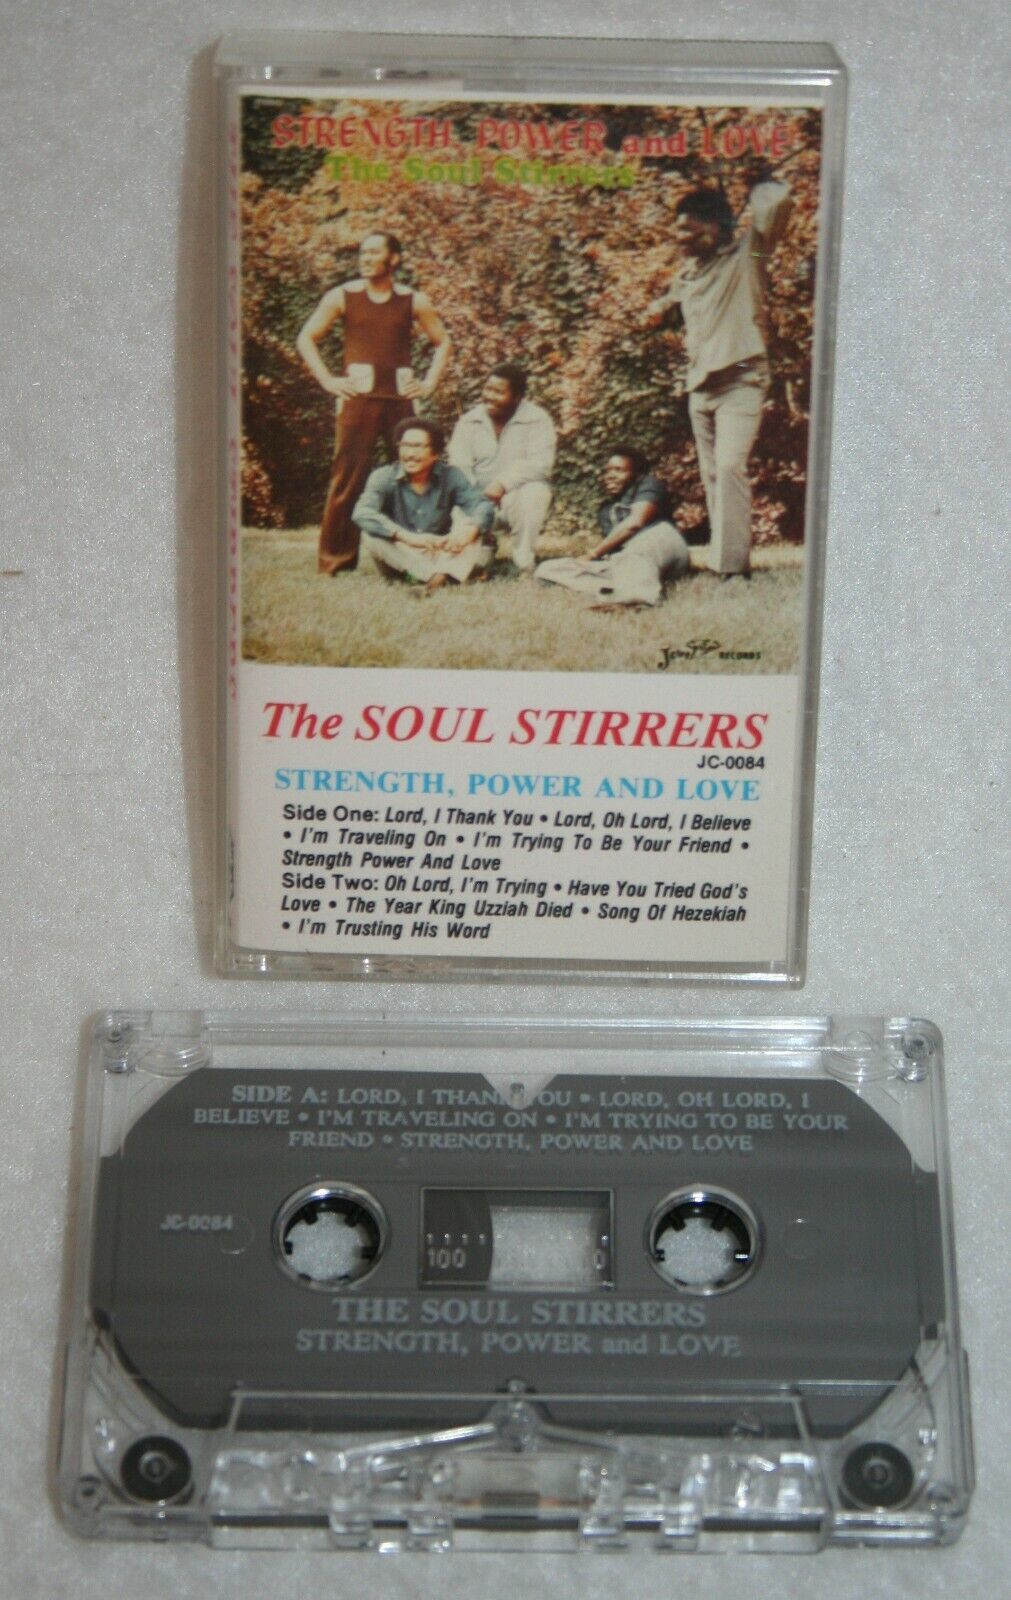 STRENGTH, POWER and LOVE
The Soul Stirrers
Jewel RECORDS
The SOUL STIRRERS
JC-0084
STRENGTH, POWER AND LOVE
Side One: Lord, I Thank You • Lord, Oh Lord, I Believe
• I'm Traveling On • I'm Trying To Be Your Friend •
Strength Power And Love
Side Two: Oh Lord, I'm Trying • Have You Tried God's
Love • The Year King Uzziah Died • Song Of Hezekiah
• I'm Trusting His Word
SIDE A: LORD, I THANK YOU • LORD, OH LORD, I
BELIEVE • I'M TRAVELING ON • I'M TRYING TO BE YOUR
FRIEND • STRENGTH, POWER AND LOVE
JC-0084
100 0
THE SOUL STIRRERS
STRENGTH, POWER and LOVE